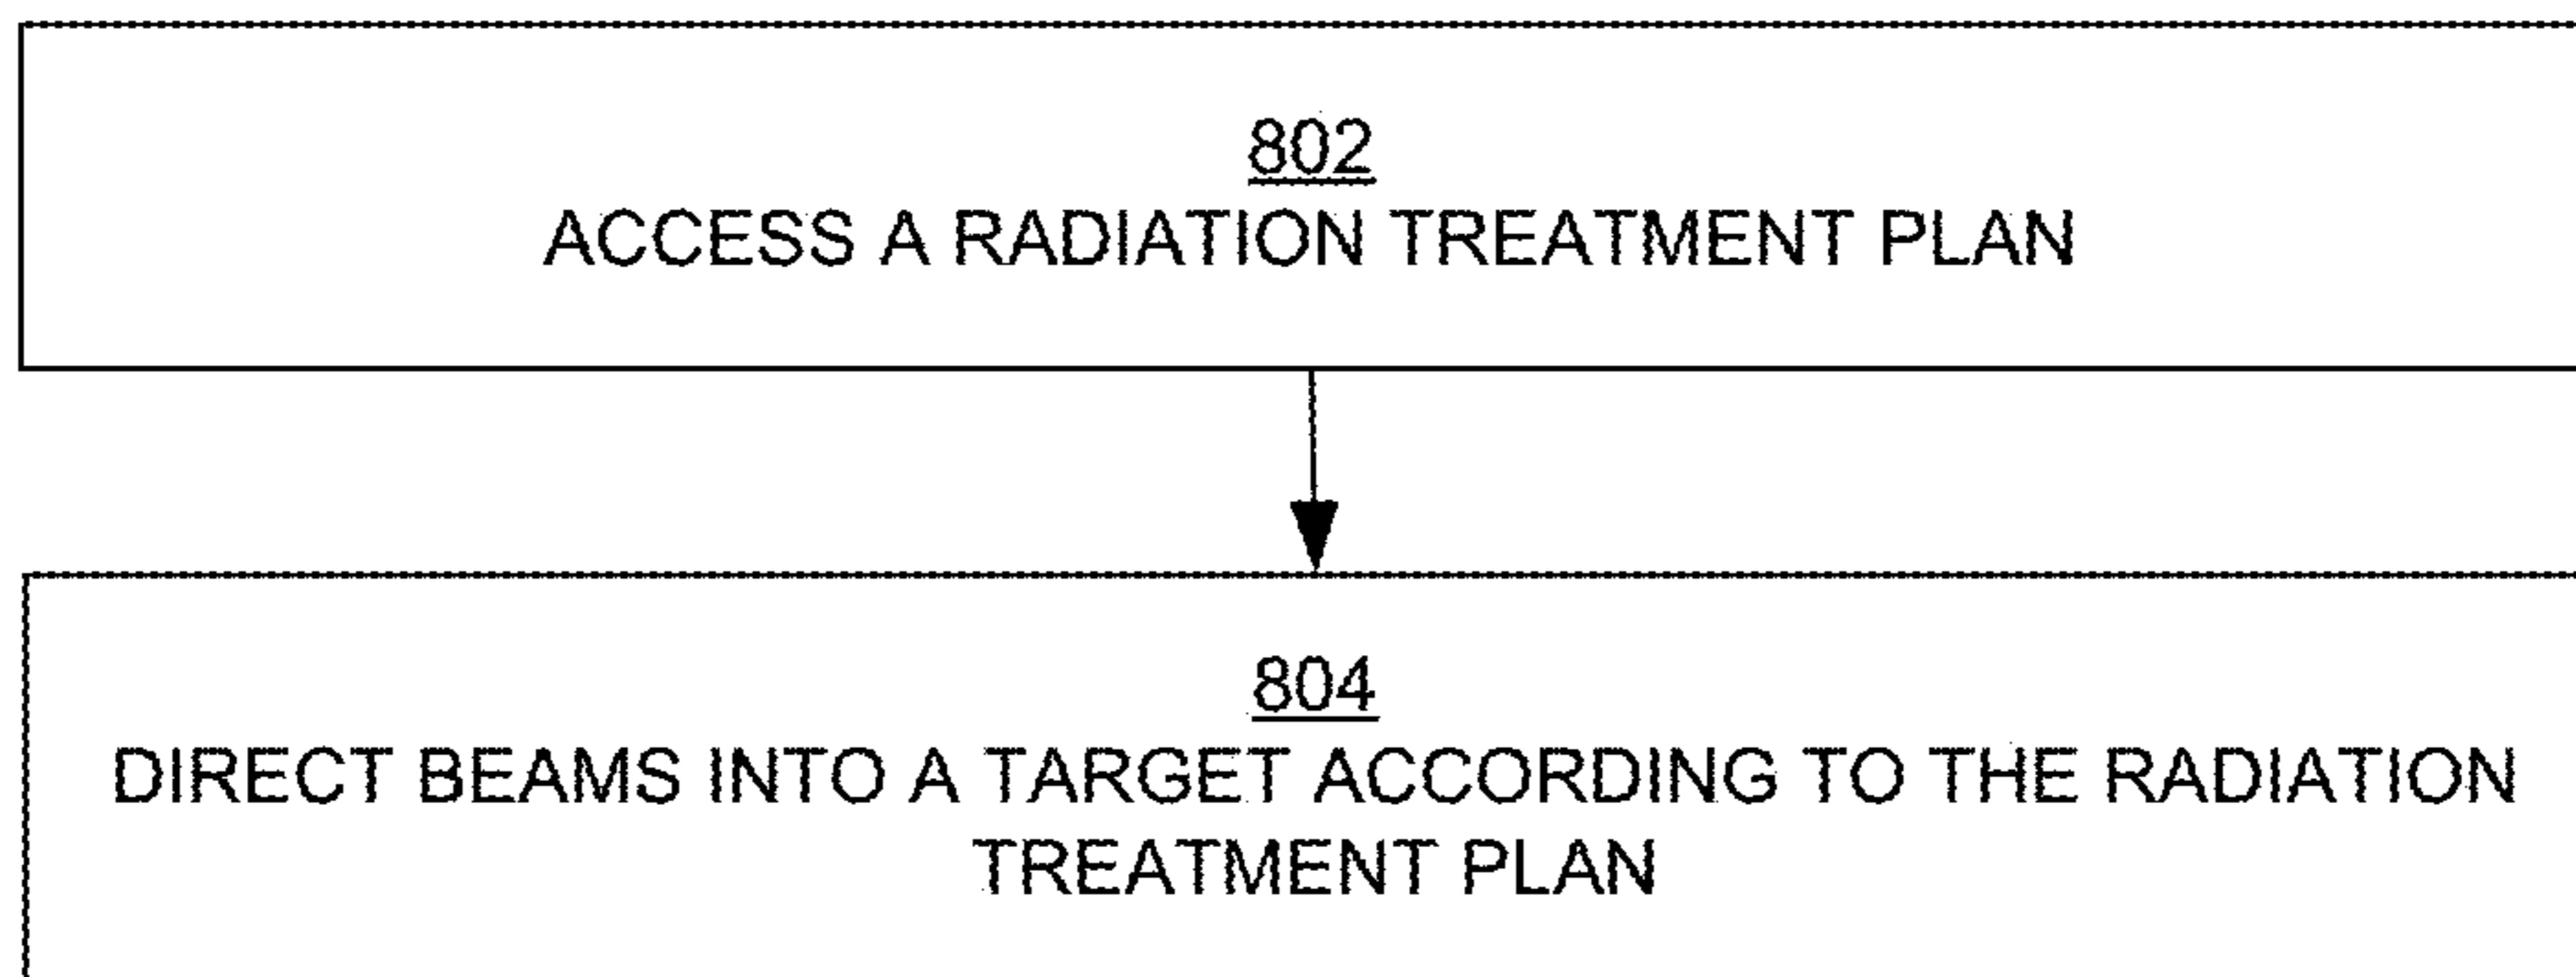 802
ACCESS A RADIATION TREATMENT PLAN
804
DIRECT BEAMS INTO A TARGET ACCORDING TO THE RADIATION
TREATMENT PLAN